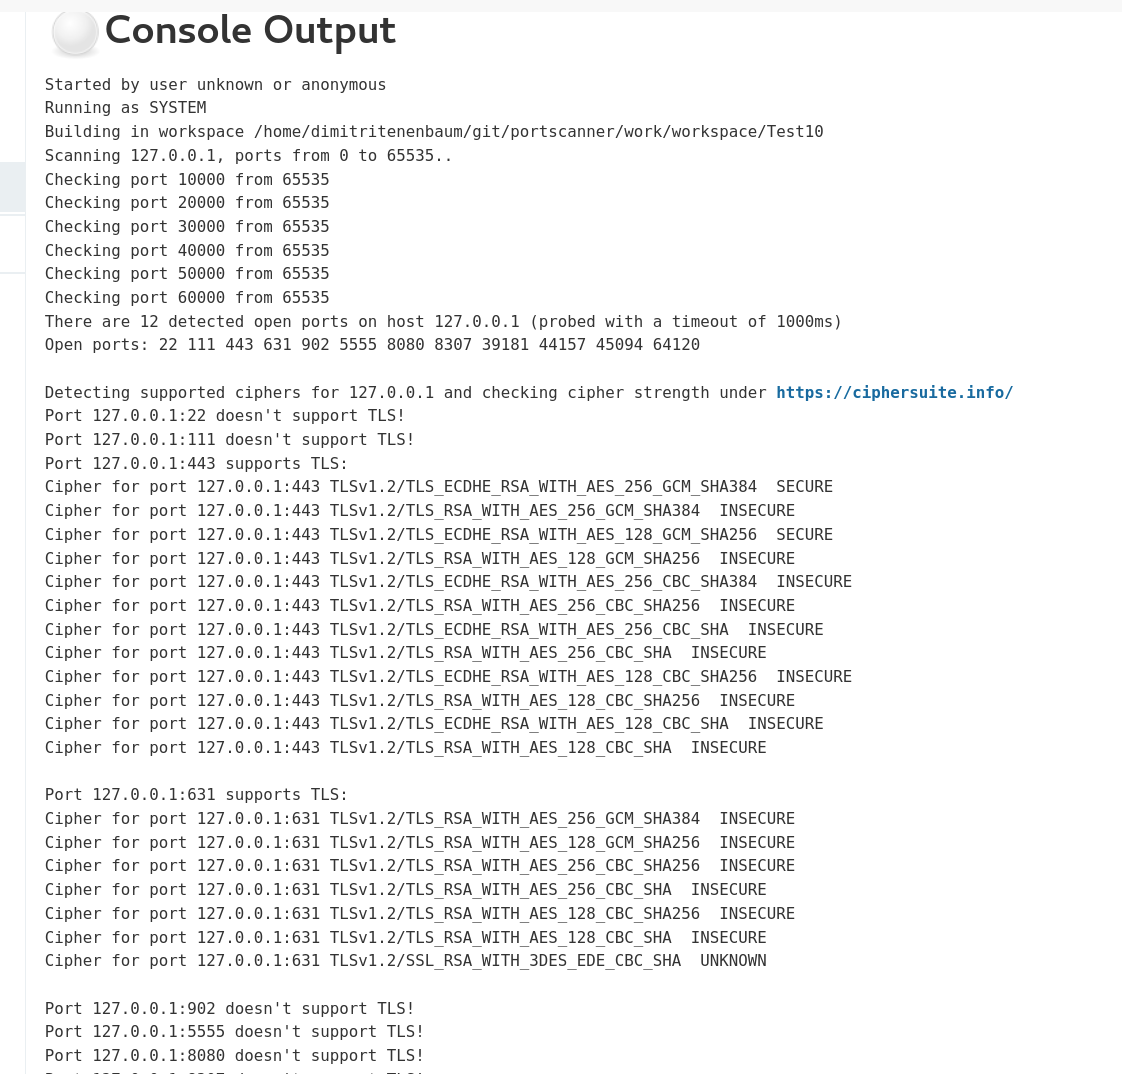 Console Output
Started by user unknown or anonymous
Running as SYSTEM
Building in workspace /home/dimitritenenbaum/git/portscanner/work/workspace/Test10
Scanning 127.0.0.1, ports from 0 to 65535..
Checking port 10000 from 65535
Checking port 20000 from 65535
Checking port 30000 from 65535
Checking port 40000 from 65535
Checking port 50000 from 65535
Checking port 60000 from 65535
There are 12 detected open ports on host 127.0.0.1 (probed with a timeout of 1000ms)
Open ports: 22 111 443 631 902 5555 8080 8307 39181 44157 45094 64120
Detecting supported ciphers for 127.0.0.1 and checking cipher strength under https://ciphersuite.info/
Port 127.0.0.1:22 doesn't support TLS!
Port 127.0.0.1:111 doesn't support TLS!
Port 127.0.0.1:443 supports TLS:
Cipher for port 127.0.0.1:443 TLSv1.2/TLS_ECDHE_RSA_WITH_AES_256_GCM_SHA384  SECURE
Cipher for port 127.0.0.1:443 TLSv1.2/TLS_RSA_WITH_AES_256_GCM_SHA384  INSECURE
Cipher for port 127.0.0.1:443 TLSv1.2/TLS_ECDHE_RSA_WITH_AES_128_GCM_SHA256  SECURE
Cipher for port 127.0.0.1:443 TLSv1.2/TLS_RSA_WITH_AES_128_GCM_SHA256  INSECURE
Cipher for port 127.0.0.1:443 TLSv1.2/TLS_ECDHE_RSA_WITH_AES_256_CBC_SHA384  INSECURE
Cipher for port 127.0.0.1:443 TLSv1.2/TLS_RSA_WITH_AES_256_CBC_SHA256  INSECURE
Cipher for port 127.0.0.1:443 TLSv1.2/TLS_ECDHE_RSA_WITH_AES_256_CBC_SHA  INSECURE
Cipher for port 127.0.0.1:443 TLSv1.2/TLS_RSA_WITH_AES_256_CBC_SHA  INSECURE
Cipher for port 127.0.0.1:443 TLSv1.2/TLS_ECDHE_RSA_WITH_AES_128_CBC_SHA256  INSECURE
Cipher for port 127.0.0.1:443 TLSv1.2/TLS_RSA_WITH_AES_128_CBC_SHA256  INSECURE
Cipher for port 127.0.0.1:443 TLSv1.2/TLS_ECDHE_RSA_WITH_AES_128_CBC_SHA  INSECURE
Cipher for port 127.0.0.1:443 TLSv1.2/TLS_RSA_WITH_AES_128_CBC_SHA  INSECURE
Port 127.0.0.1:631 supports TLS:
Cipher for port 127.0.0.1:631 TLSv1.2/TLS_RSA_WITH_AES_256_GCM_SHA384  INSECURE
Cipher for port 127.0.0.1:631 TLSv1.2/TLS_RSA_WITH_AES_128_GCM_SHA256  INSECURE
Cipher for port 127.0.0.1:631 TLSv1.2/TLS_RSA_WITH_AES_256_CBC_SHA256  INSECURE
Cipher for port 127.0.0.1:631 TLSv1.2/TLS_RSA_WITH_AES_256_CBC_SHA  INSECURE
Cipher for port 127.0.0.1:631 TLSv1.2/TLS_RSA_WITH_AES_128_CBC_SHA256  INSECURE
Cipher for port 127.0.0.1:631 TLSv1.2/TLS_RSA_WITH_AES_128_CBC_SHA  INSECURE
Cipher for port 127.0.0.1:631 TLSv1.2/SSL_RSA_WITH_3DES_EDE_CBC_SHA  UNKNOWN
Port 127.0.0.1:902 doesn't support TLS!
Port 127.0.0.1:5555 doesn't support TLS!
Port 127.0.0.1:8080 doesn't support TLS!